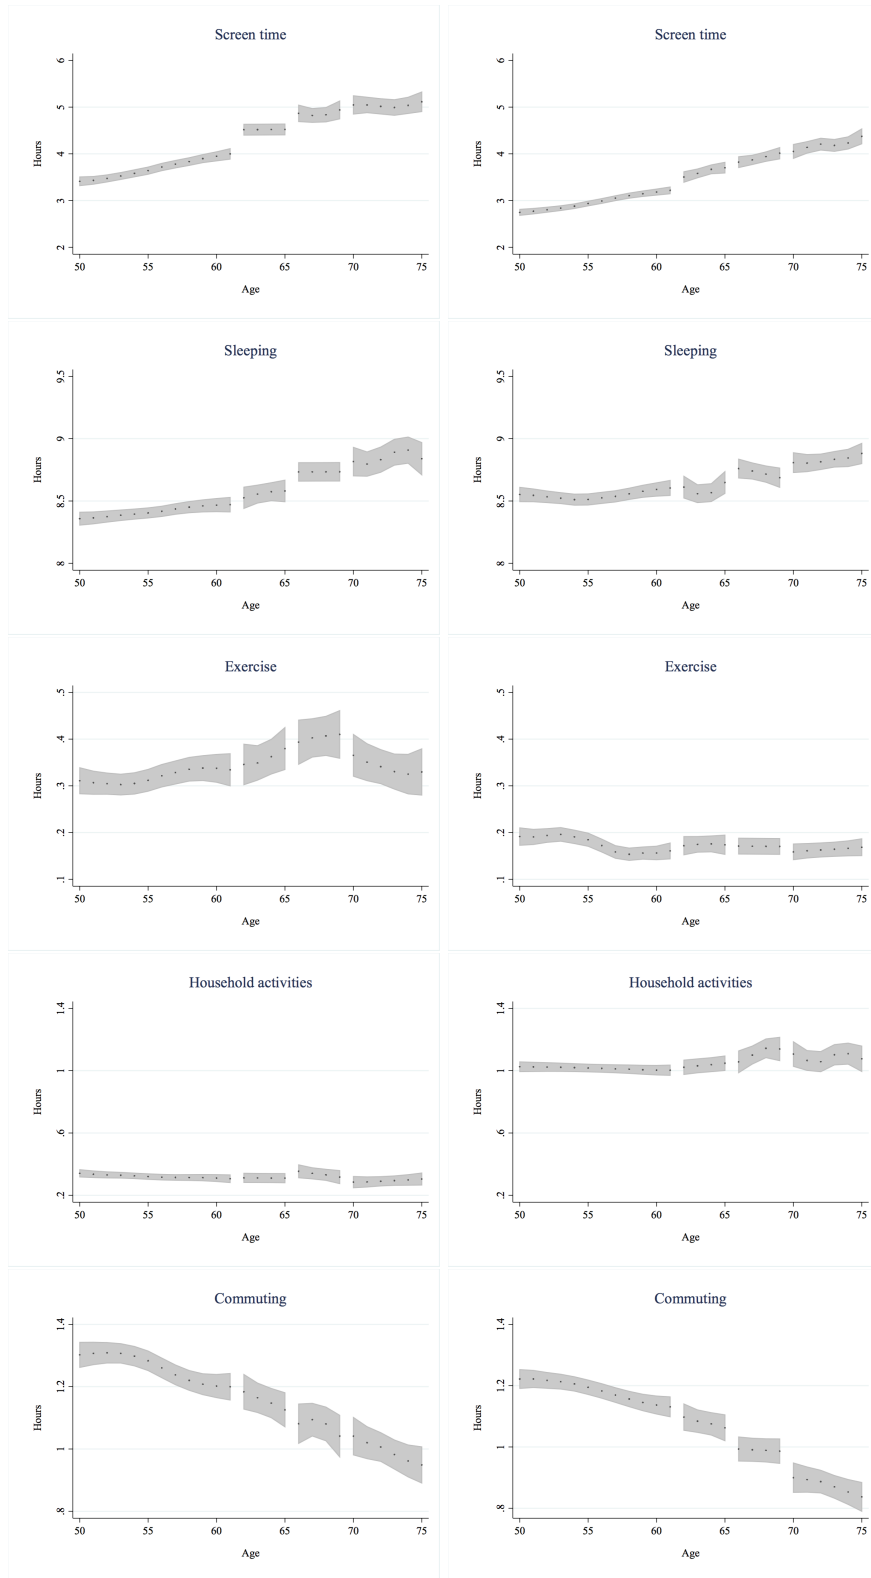 Screen time
Hours
6
5
4
3
2
50 55 60 65 70 75
Age
Screen time
Hours
6
5
4
3
2
50 55 60 65 70 75
Age
Sleeping
Hours
9.5
9
8.5
8
50 55 60 65 70 75
Age
Sleeping
Hours
9.5
9
8.5
8
50 55 60 65 70 75
Age
Exercise
Hours
.5
.4
.3
.2
.1
50 55 60 65 70 75
Age
Exercise
Hours
.5
.4
.3
.2
.1
50 55 60 65 70 75
Age
Household activities
Hours
1.4
1
.6
.2
50 55 60 65 70 75
Age
Household activities
Hours
1.4
1
.6
.2
50 55 60 65 70 75
Age
Commuting
Hours
1.4
1.2
1
.8
50 55 60 65 70 75
Age
Commuting
Hours
1.4
1.2
1
.8
50 55 60 65 70 75
Age